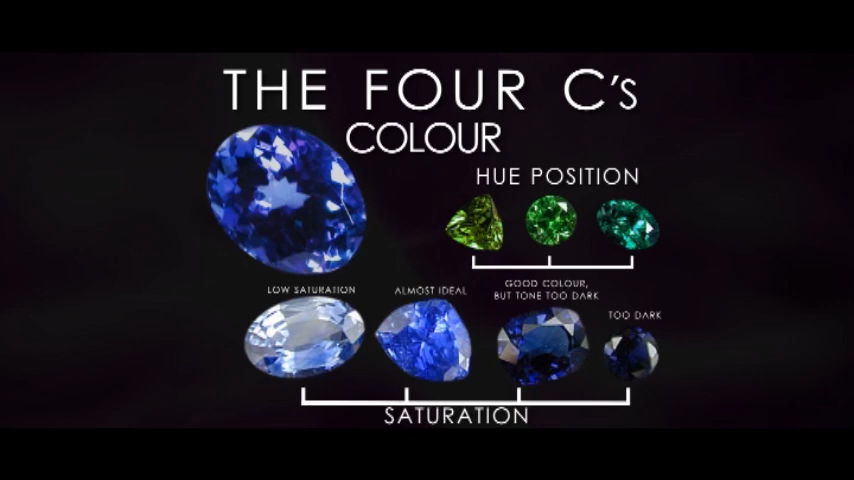 THE FOUR C's
COLOUR
HUE POSITION
LOW SATURATION
ALMOST IDEAL
GOOD COLOUR,
BUT TONE TOO DARK
TOO DARK
SATURATION